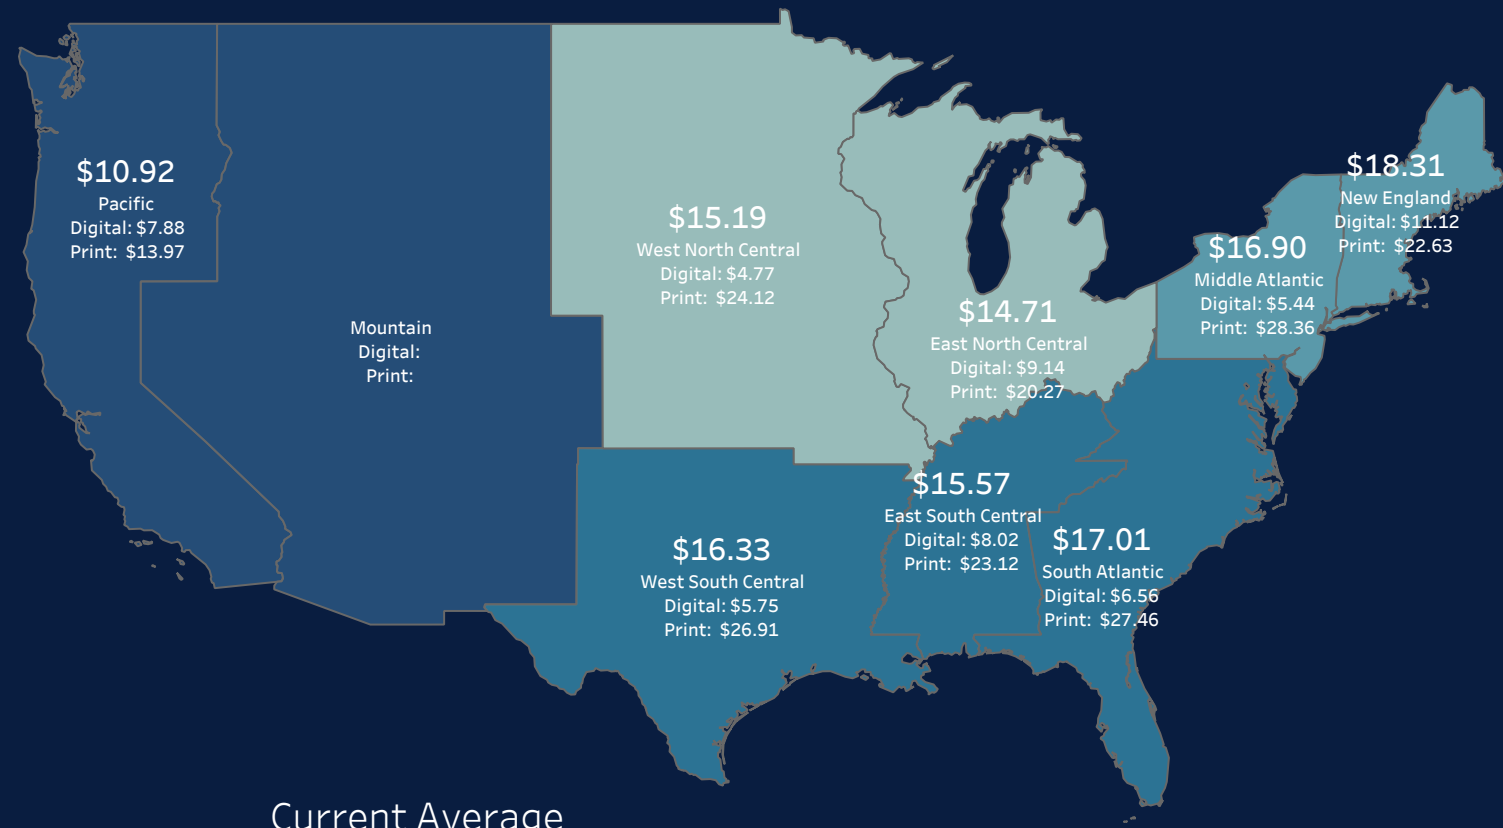 $10.92
Pacific
Digital: $7.88
Print: $13.97
Mountain
Digital:
Print:
$15.19
West North Central
Digital: $4.77
Print: $24.12
$14.71
East North Central
Digital: $9.14
Print: $20.27
$18.31
New England
Digital: $11.12
Print: $22.63
$16.90
Middle Atlantic
Digital: $5.44
Print: $28.36
$16.33
West South Central
Digital: $5.75
Print: $26.91
$15.57
East South Central
Digital: $8.02
Print: $23.12
$17.01
South Atlantic
Digital: $6.56
Print: $27.46
Current Average